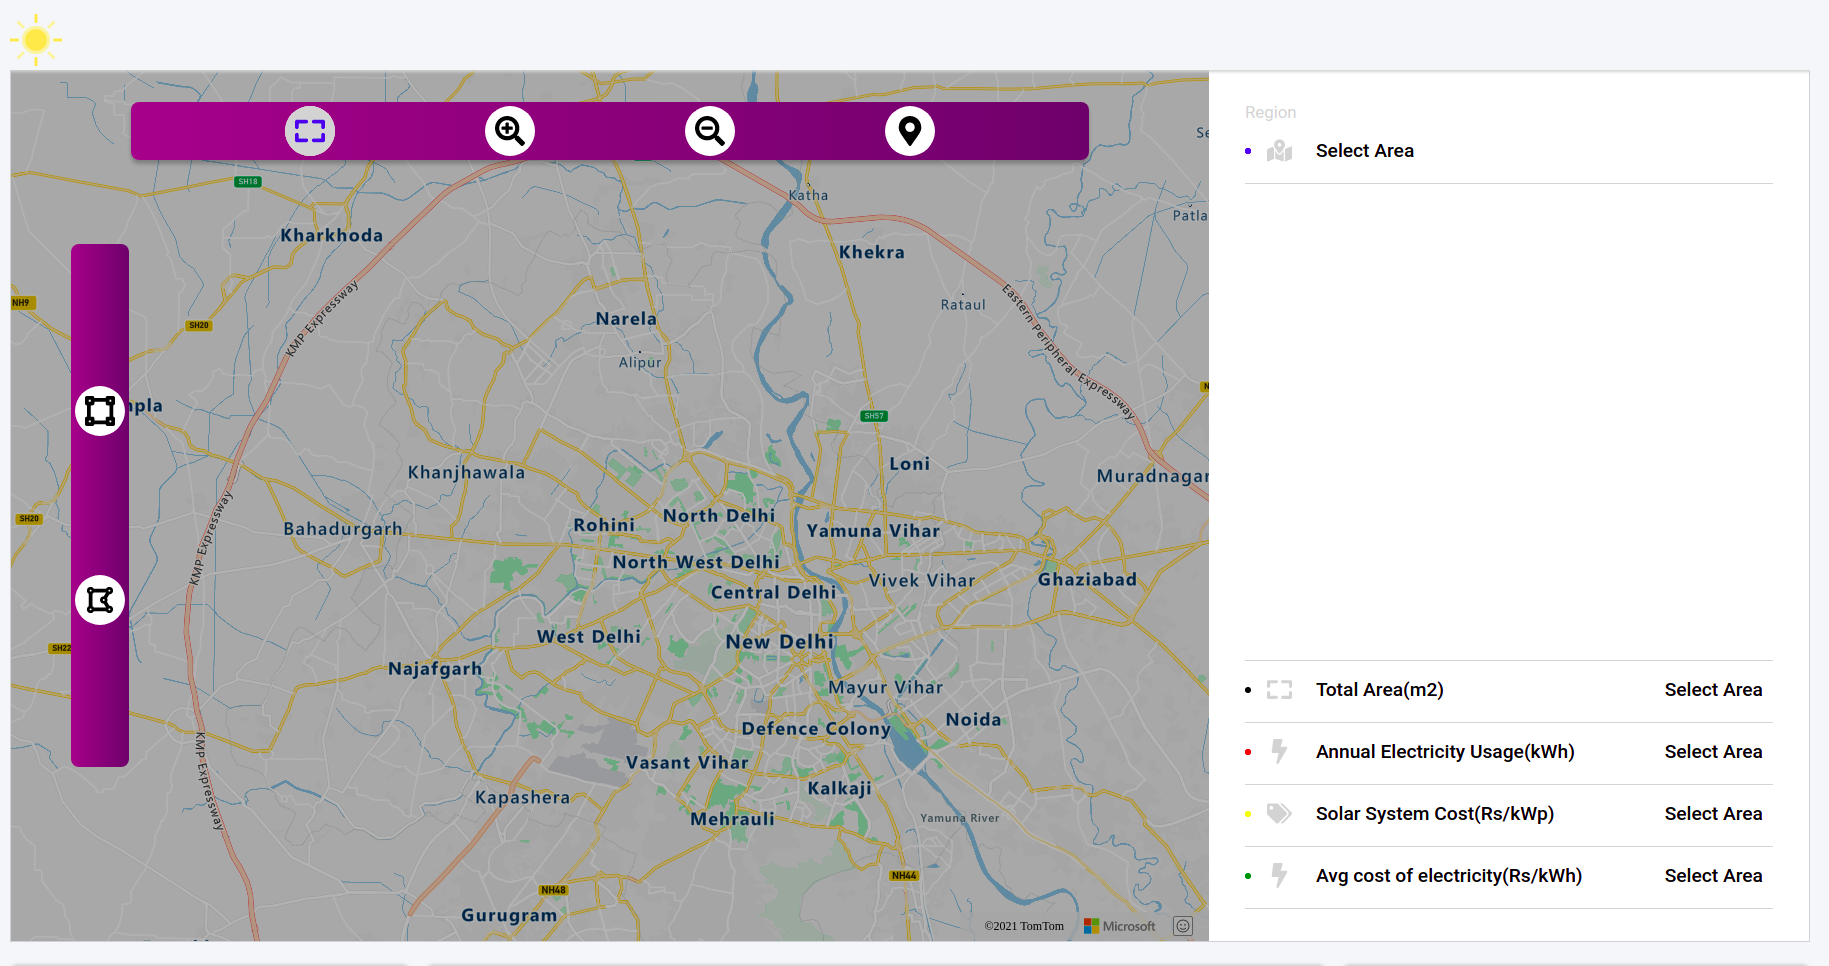 Region
Select Area
SH18
Katha
Patla
Kharkhoda
Khekra
NH9
KMP Expressway
Eastern Peripheral Expressway
Rataul
SH20
Narela
Alipur
SH57
Loni
Khanjhawala
Muradnagar
KMP Expressway
SH20
Bahadurgarh
Rohini
North Delhi
Yamuna Vihar
North West Delhi
Vivek Vihar
Ghaziabad
Central Delhi
West Delhi
New Delhi
SH22
Najafgarh
Mayur Vihar
Total Area(m2)
Select Area
KMP Expressway
Defence Colony
Noida
Annual Electricity Usage(kWh)
Select Area
Vasant Vihar
Kapashera
Kalkaji
Mehrauli
Yamuna River
Solar System Cost(Rs/kWp)
Select Area
NH48
NH44
Avg cost of electricity(Rs/kWh)
Select Area
Gurugram
©2021 TomTom
Microsoft